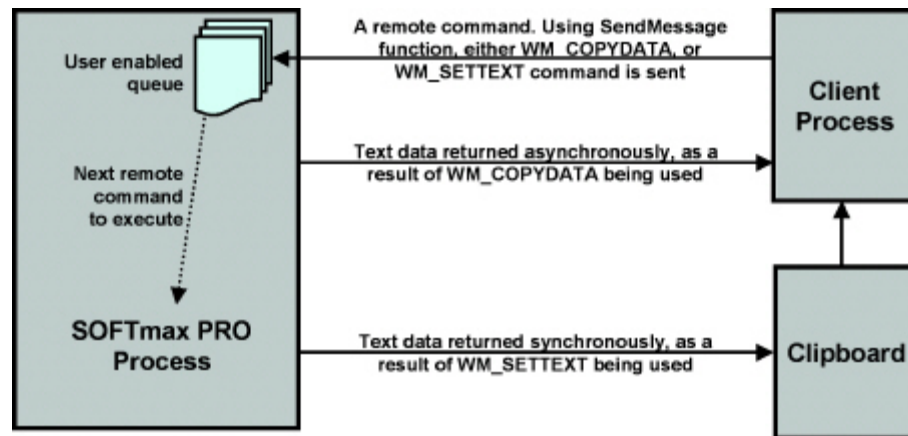 A remote command. Using SendMessage
function, either WM_COPYDATA, or
WM_SETTEXT command is sent
User enabled
queue
Client
Process
Text data returned asynchronously, as a
result of WM_COPYDATA being used
Next remote
command
to execute
SOFTmax PRO
Process
Text data returned synchronously, as a
result of WM_SETTEXT being used
Clipboard